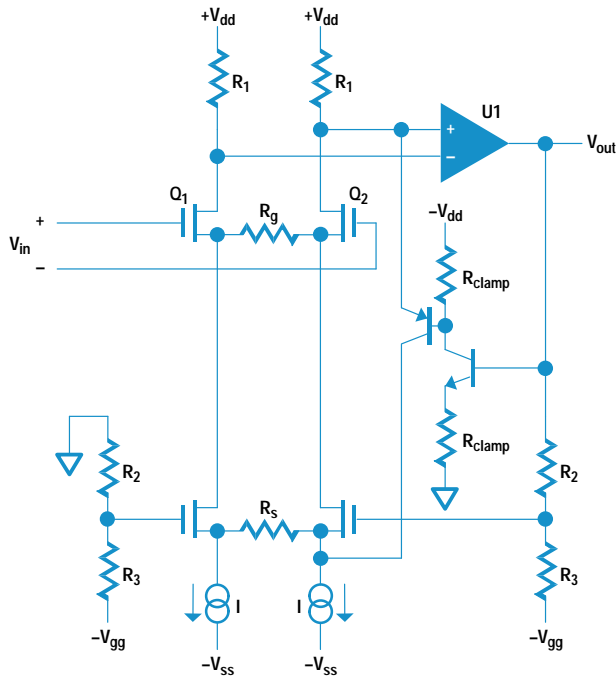 +Vdd +Vdd
R1 R1
U1
+
−
Vout
Q1 Q2
+
Rg
Vin
−
−Vdd
Rclamp
Rclamp
R2 R2
Rs
R3 R3
I I
−Vgg −Vgg
−Vss −Vss